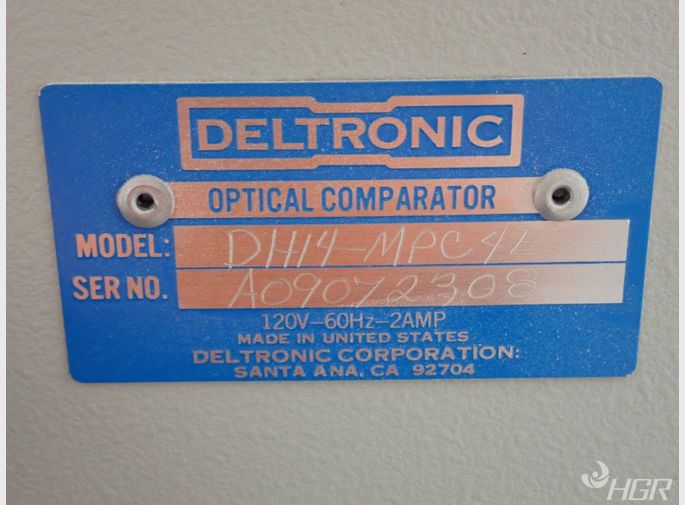 DELTRONIC
OPTICAL COMPARATOR
MODEL: DH14-MPC4E
SER NO. A09072308
120V-60Hz-2AMP
MADE IN UNITED STATES
DELTRONIC CORPORATION:
SANTA ANA, CA 92704
HGR